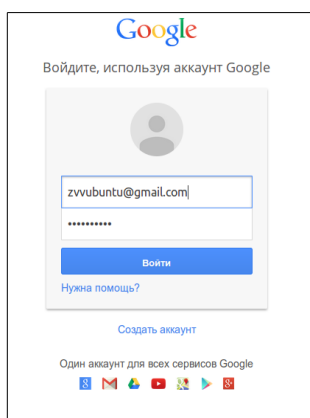 Google
Войдите, используя аккаунт Google
zvvubuntu@gmail.com
••••••••••
Войти
Нужна помощь?
Создать аккаунт
Один аккаунт для всех сервисов Google